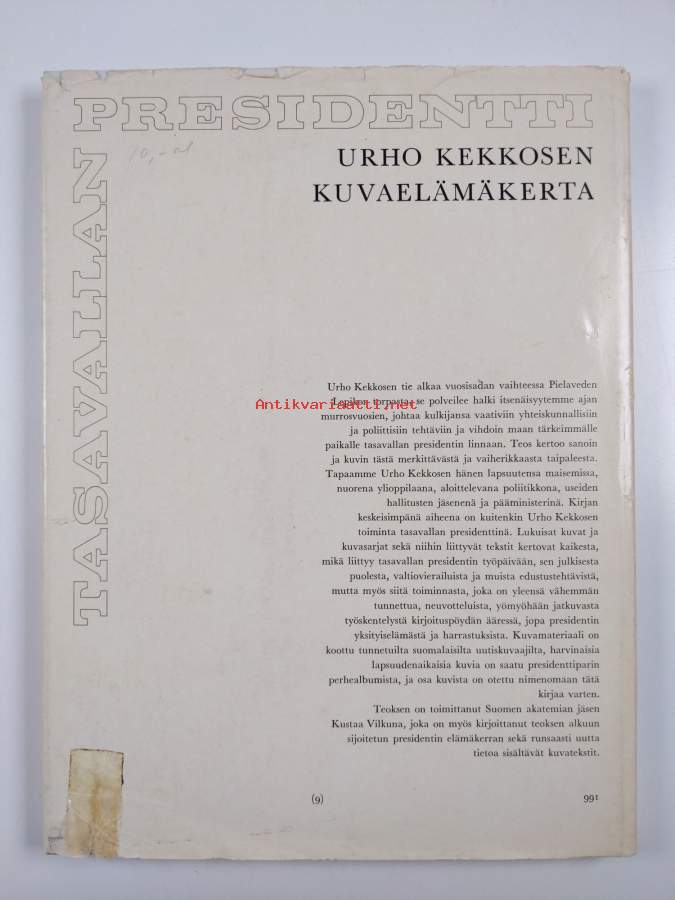 PRESIDENTTI
TASAVALLAN
10,-
URHO KEKKOSEN
KUVAELÄMÄKERTA
Urho Kekkosen tie alkaa vuosisadan vaihteessa Pielaveden
Lepikon torpasta, se polveilee halki itsenäisyytemme ajan
Antikvariaatti.net
murrosvuosien, johtaa kulkijansa vaativiin yhteiskunnallisiin
ja poliittisiin tehtäviin ja vihdoin maan tärkeimmälle
paikalle tasavallan presidentin linnaan. Teos kertoo sanoin
ja kuvin tästä merkittävästä ja vaiherikkaasta taipaleesta.
Tapaamme Urho Kekkosen hänen lapsuutensa maisemissa,
nuorena ylioppilaana, aloittelevana poliitikkona, useiden
hallitusten jäsenenä ja pääministerinä. Kirjan
keskeisimpänä aiheena on kuitenkin Urho Kekkosen
toiminta tasavallan presidenttinä. Lukuisat kuvat ja
kuvasarjat sekä niihin liittyvät tekstit kertovat kaikesta,
mikä liittyy tasavallan presidentin työpäivään, sen julkisesta
puolesta, valtiovierailuista ja muista edustustehtävistä,
mutta myös siitä toiminnasta, joka on yleensä vähemmän
tunnettua, neuvotteluista, yömyöhään jatkuvasta
työskentelystä kirjoituspöydän ääressä, jopa presidentin
yksityiselämästä ja harrastuksista. Kuvamateriaali on
koottu tunnetuilta suomalaisilta uutiskuvaajilta, harvinaisia
lapsuudenaikaisia kuvia on saatu presidenttiparin
perhealbumista, ja osa kuvista on otettu nimenomaan tätä
kirjaa varten.
Teoksen on toimittanut Suomen akatemian jäsen
Kustaa Vilkuna, joka on myös kirjoittanut teoksen alkuun
sijoitetun presidentin elämäkerran sekä runsaasti uutta
tietoa sisältävät kuvatekstit.
(9)
99¹